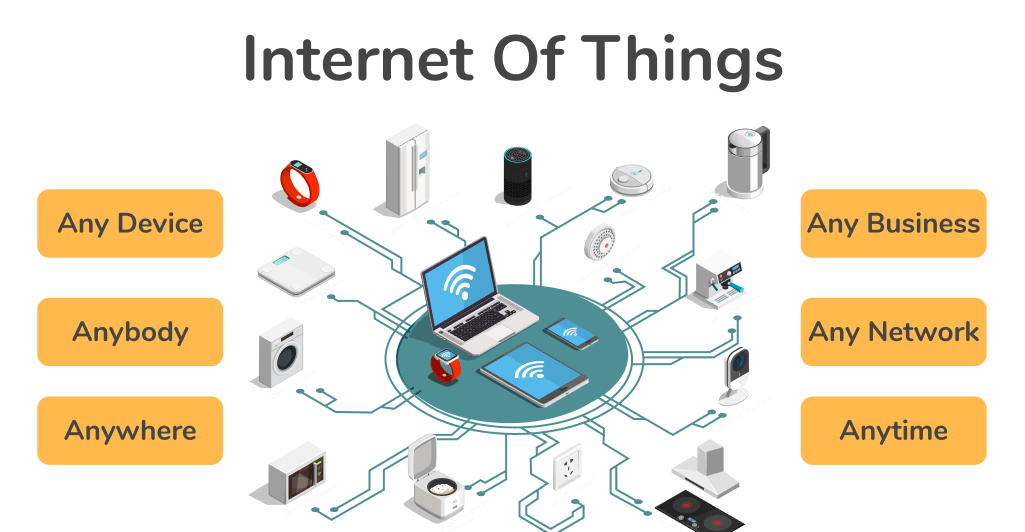 Internet Of Things
Any Device
Anybody
Anywhere
Any Business
Any Network
Anytime